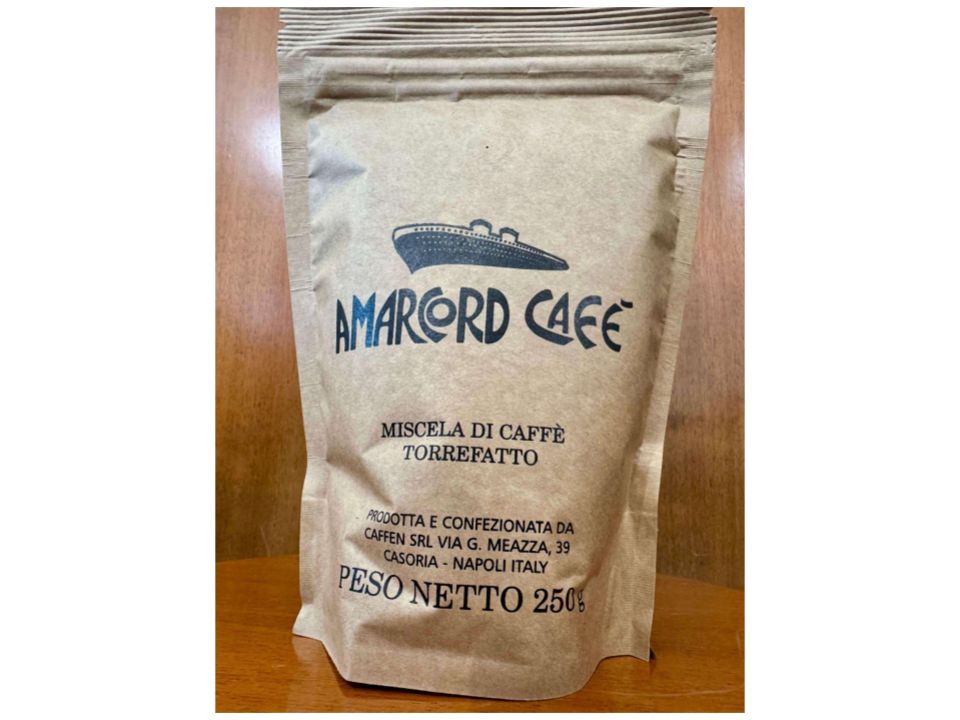 AMARCORD CAFÈ
MISCELA DI CAFFÈ
TORREFATTO
PRODOTTA E CONFEZIONATA DA
CAFFEN SRL VIA G. MEAZZA, 39
CASORIA - NAPOLI ITALY
PESO NETTO 250 g